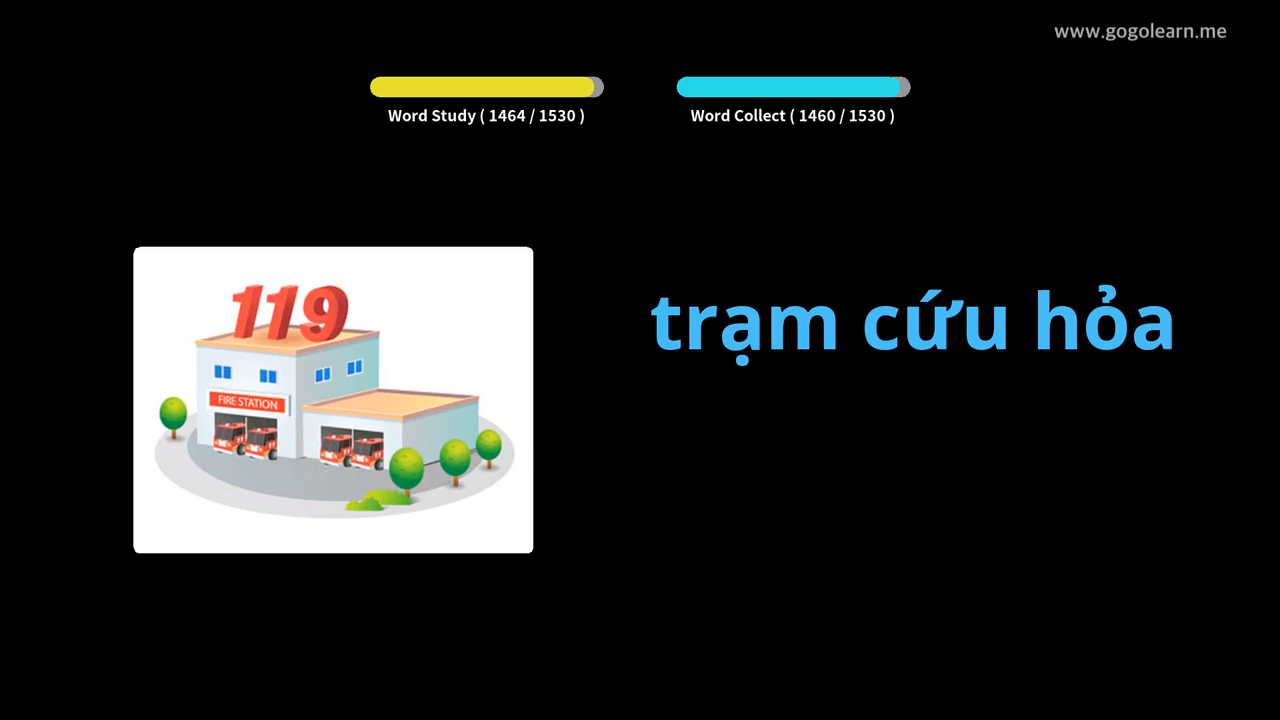 www.gogolearn.me
Word Study ( 1464 / 1530 )
Word Collect ( 1460 / 1530 )
119
FIRE STATION
trạm cứu hỏa